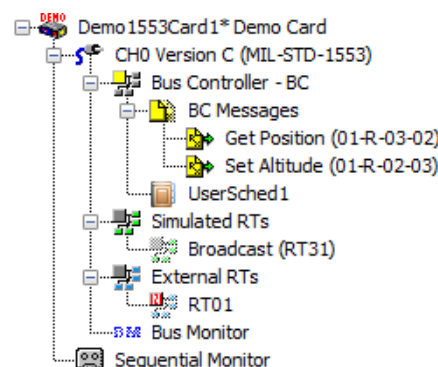 DEMO
Demo1553Card1* Demo Card
CH0 Version C (MIL-STD-1553)
Bus Controller - BC
BC Messages
Get Position (01-R-03-02)
Set Altitude (01-R-02-03)
UserSched1
Simulated RTs
Broadcast (RT31)
External RTs
RT01
BM Bus Monitor
Sequential Monitor